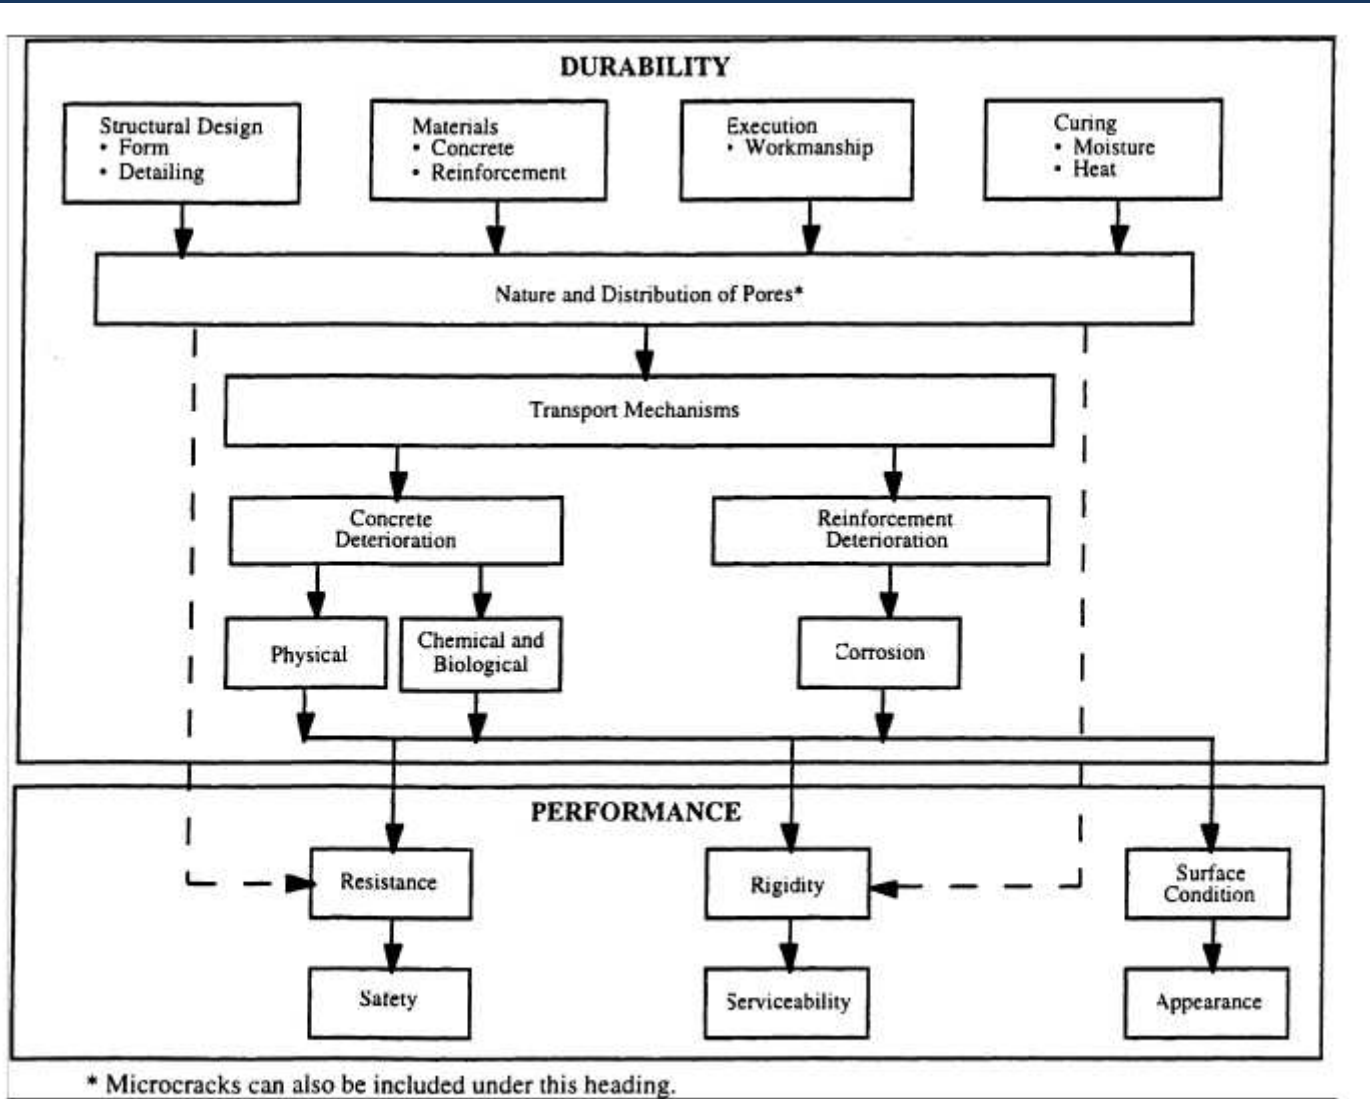 DURABILITY
Structural Design
• Form
• Detailing
Materials
• Concrete
• Reinforcement
Execution
• Workmanship
Curing
• Moisture
• Heat
Nature and Distribution of Pores*
Transport Mechanisms
Concrete
Deterioration
Reinforcement
Deterioration
Physical
Chemical and
Biological
Corrosion
PERFORMANCE
Resistance
Rigidity
Surface
Condition
Safety
Serviceability
Appearance
* Microcracks can also be included under this heading.